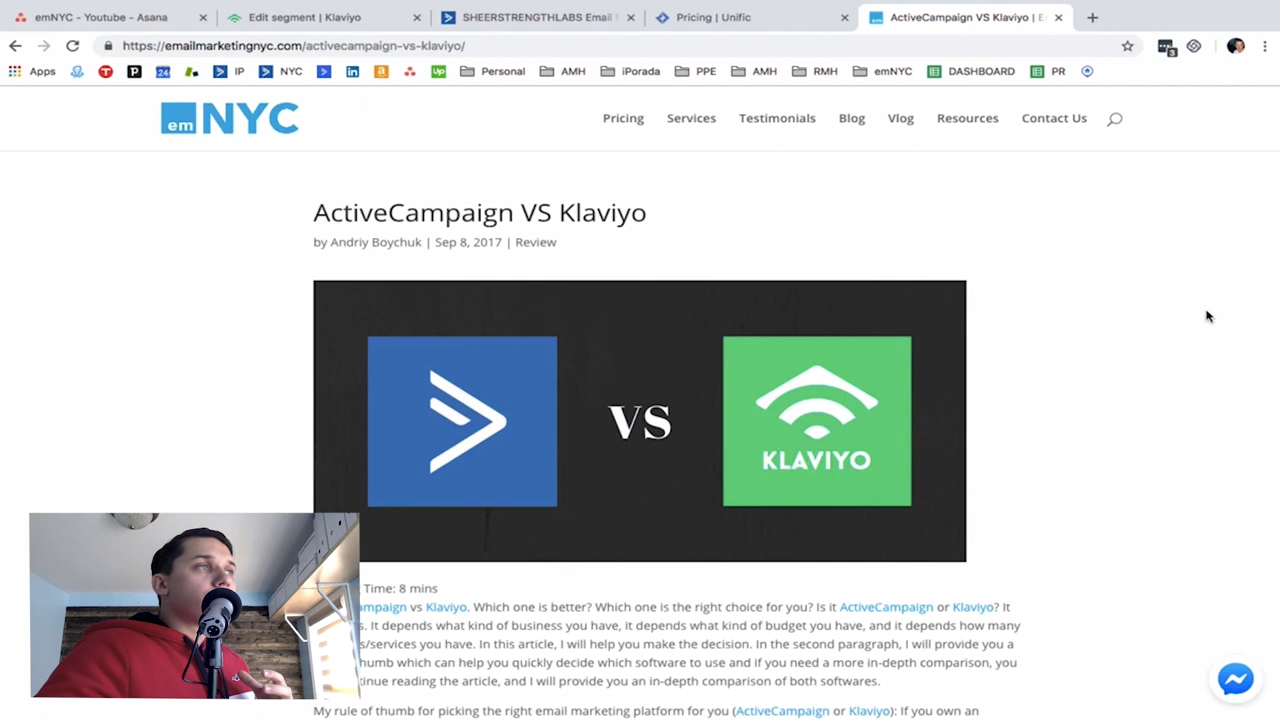 emNYC - Youtube - Asana
Edit segment | Klaviyo
SHEERSTRENGTHLABS Email
Pricing | Unific
ActiveCampaign VS Klaviyo | E
https://emailmarketingnyc.com/activecampaign-vs-klaviyo/
3
Apps
24
IP
NYC
Up
Personal
AMH
iPorada
PPE
AMH
RMH
emNYC
DASHBOARD
PR
em NYC
Pricing
Services
Testimonials
Blog
Vlog
Resources
Contact Us
ActiveCampaign VS Klaviyo
by Andriy Boychuk | Sep 8, 2017 | Review
VS
KLAVIYO
Time: 8 mins
ampaign vs Klaviyo. Which one is better? Which one is the right choice for you? Is it ActiveCampaign or Klaviyo? It
s. It depends what kind of business you have, it depends what kind of budget you have, and it depends how many
s/services you have. In this article, I will help you make the decision. In the second paragraph, I will provide you a
humb which can help you quickly decide which software to use and if you need a more in-depth comparison, you
tinue reading the article, and I will provide you an in-depth comparison of both softwares.
My rule of thumb for picking the right email marketing platform for you (ActiveCampaign or Klaviyo): If you own an